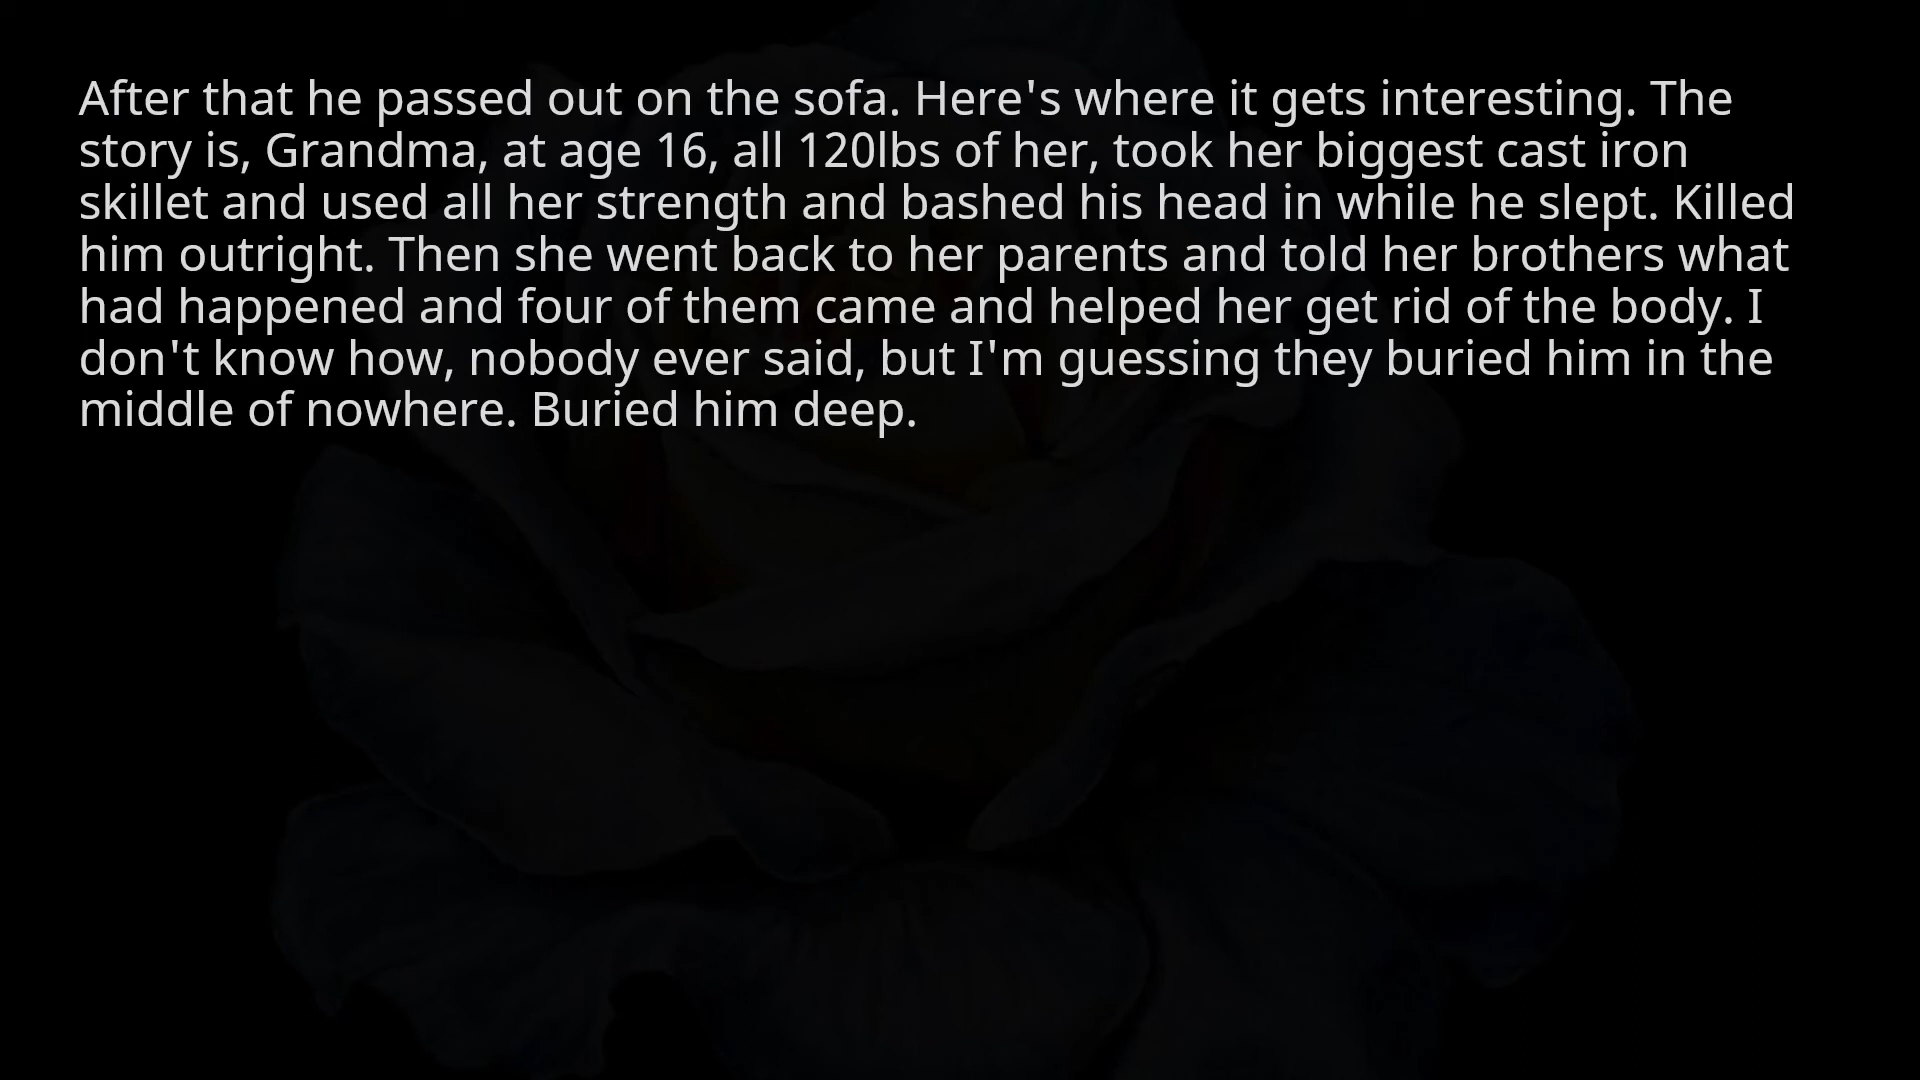 After that he passed out on the sofa. Here's where it gets interesting. The
story is, Grandma, at age 16, all 120lbs of her, took her biggest cast iron
skillet and used all her strength and bashed his head in while he slept. Killed
him outright. Then she went back to her parents and told her brothers what
had happened and four of them came and helped her get rid of the body. I
don't know how, nobody ever said, but I'm guessing they buried him in the
middle of nowhere. Buried him deep.